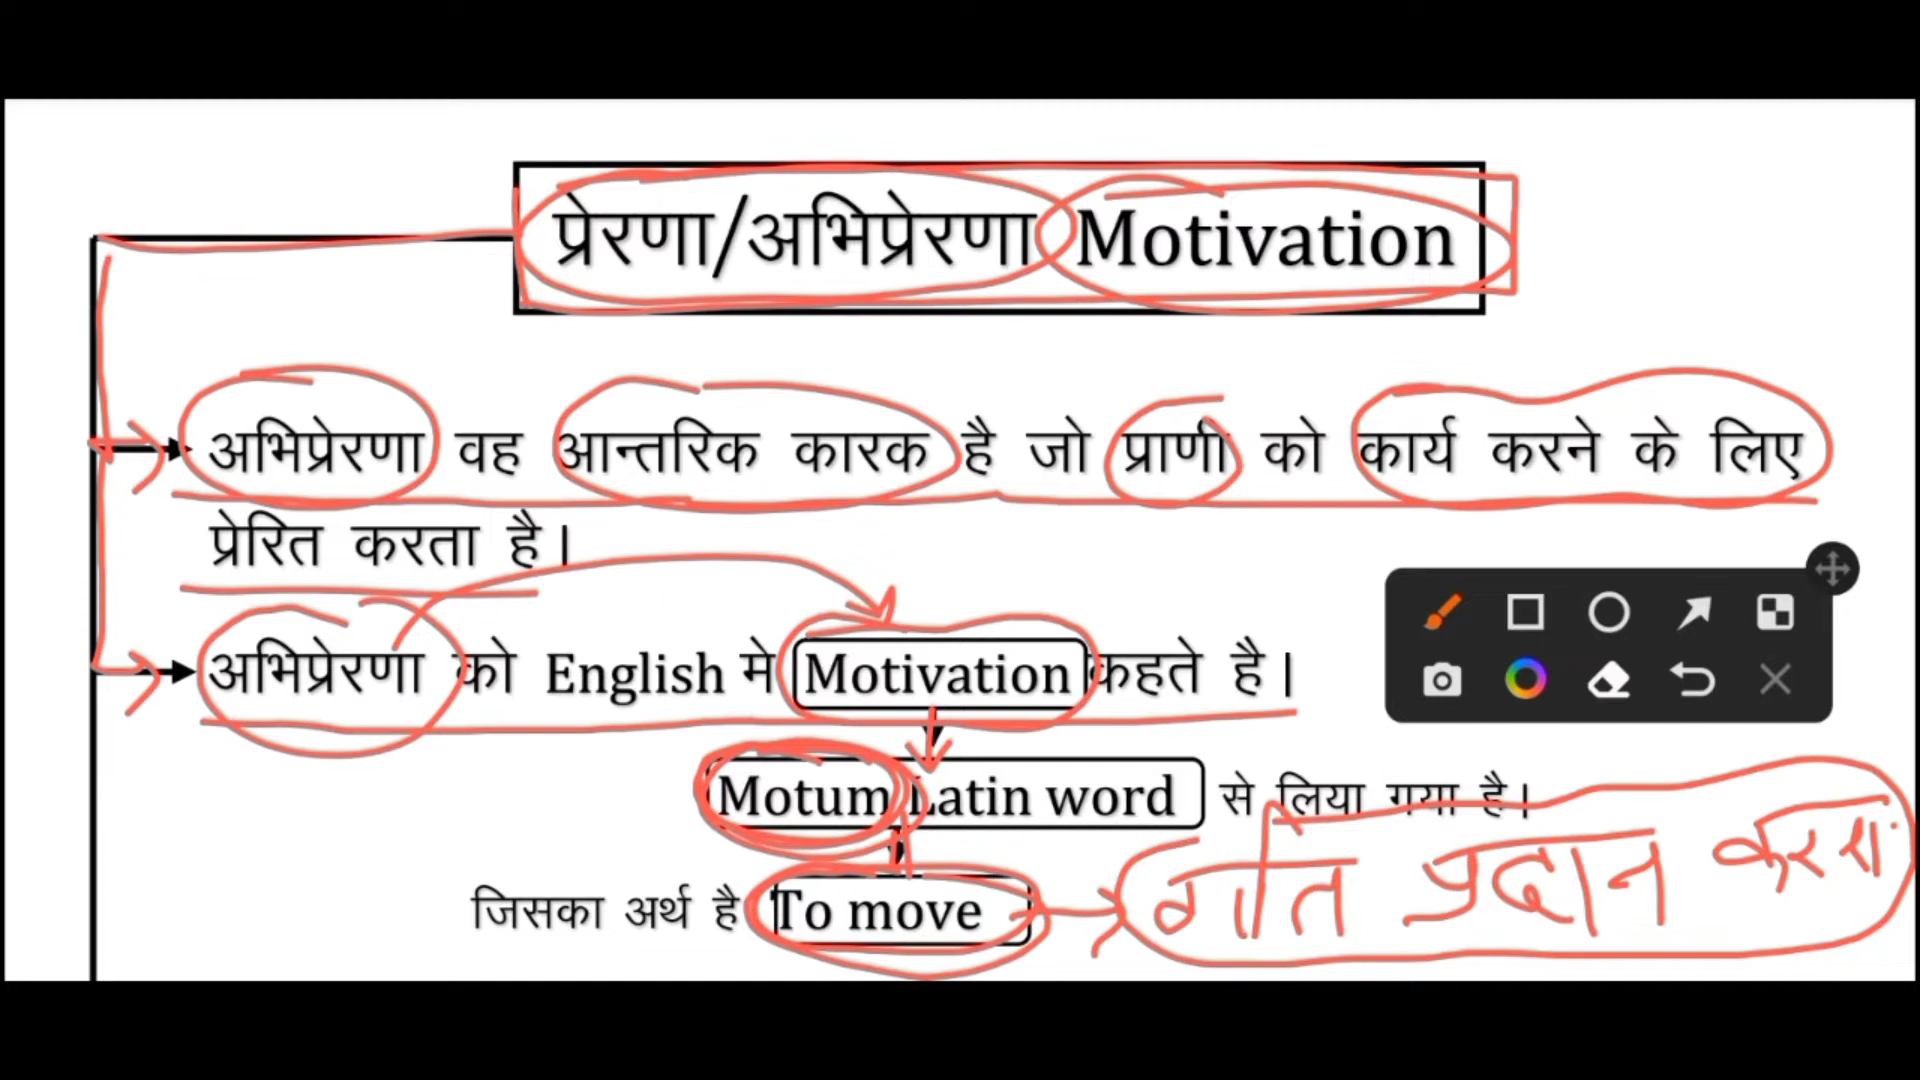 प्रेरणा/अभिप्रेरणा Motivation
अभिप्रेरणा वह आन्तरिक कारक है जो प्राणी को कार्य करने के लिए
प्रेरित करता है।
अभिप्रेरणा को English मे Motivation कहते है।
Motum Latin word से लिया गया है।
जिसका अर्थ है To move गति प्रदान करना